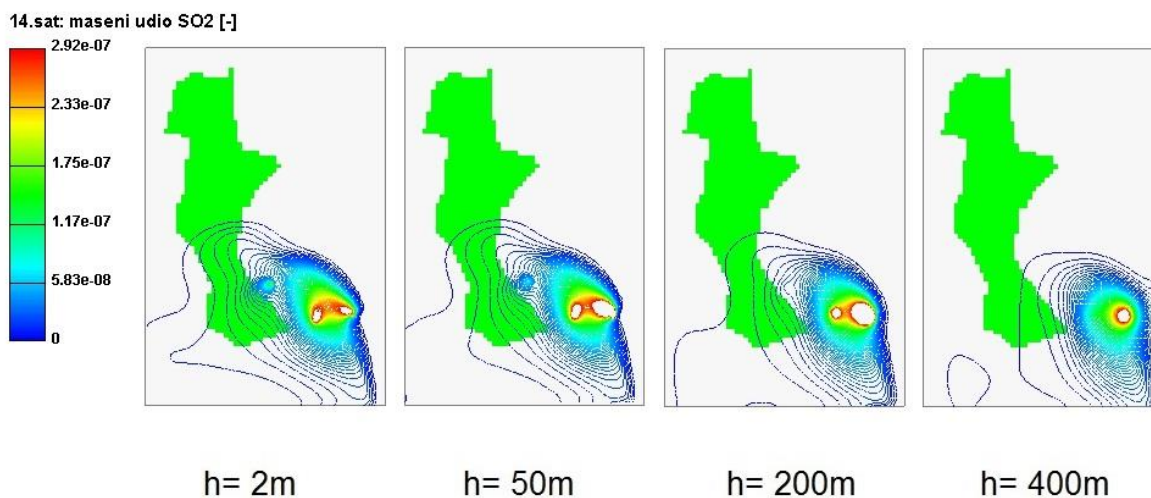 14.sat: maseni udio SO2 [-]
2.92e-07
2.33e-07
1.75e-07
1.17e-07
5.83e-08
0
h= 2m
h= 50m
h= 200m
h= 400m